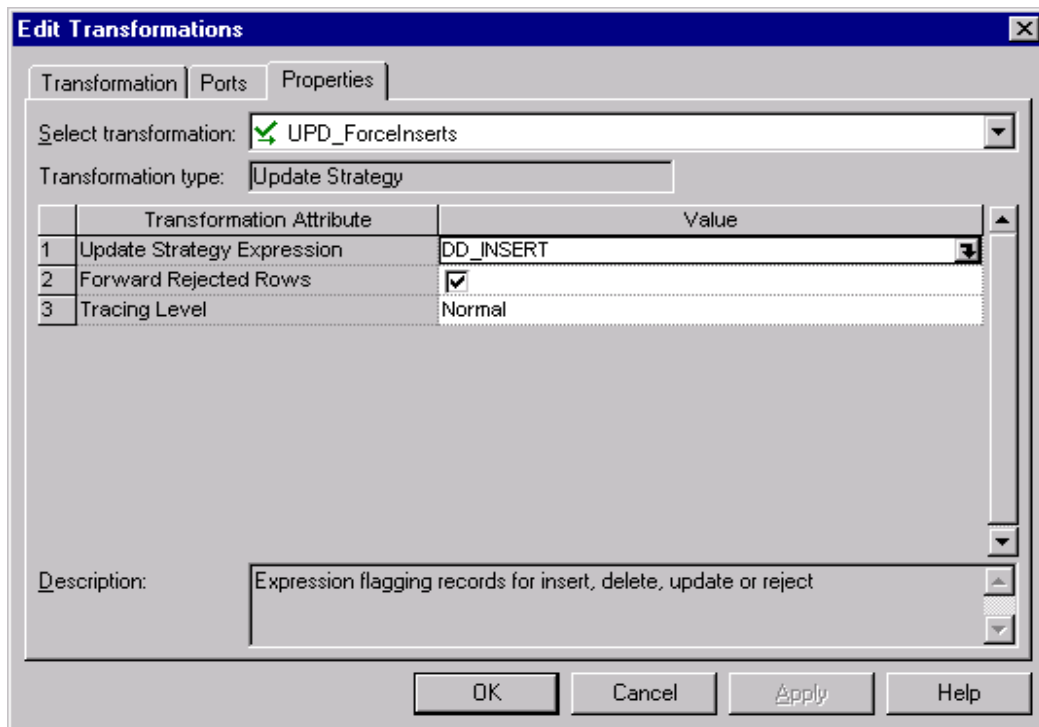 Edit Transformations
Transformation Ports Properties
Select transformation: UPD_ForceInserts
Transformation type: Update Strategy
Transformation Attribute Value
1 Update Strategy Expression DD_INSERT
2 Forward Rejected Rows
3 Tracing Level Normal
Description: Expression flagging records for insert, delete, update or reject
OK Cancel Apply Help